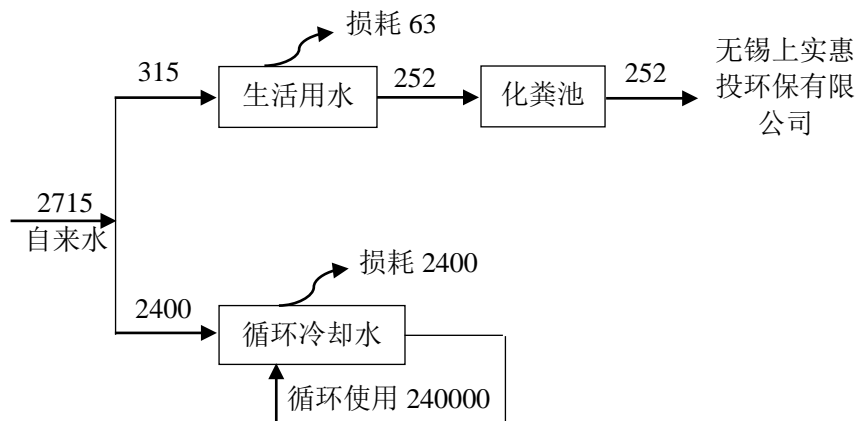 损耗 63
315
生活用水
252
化粪池
252
无锡上实惠
投环保有限
公司
2715
自来水
损耗 2400
2400
循环冷却水
循环使用 240000